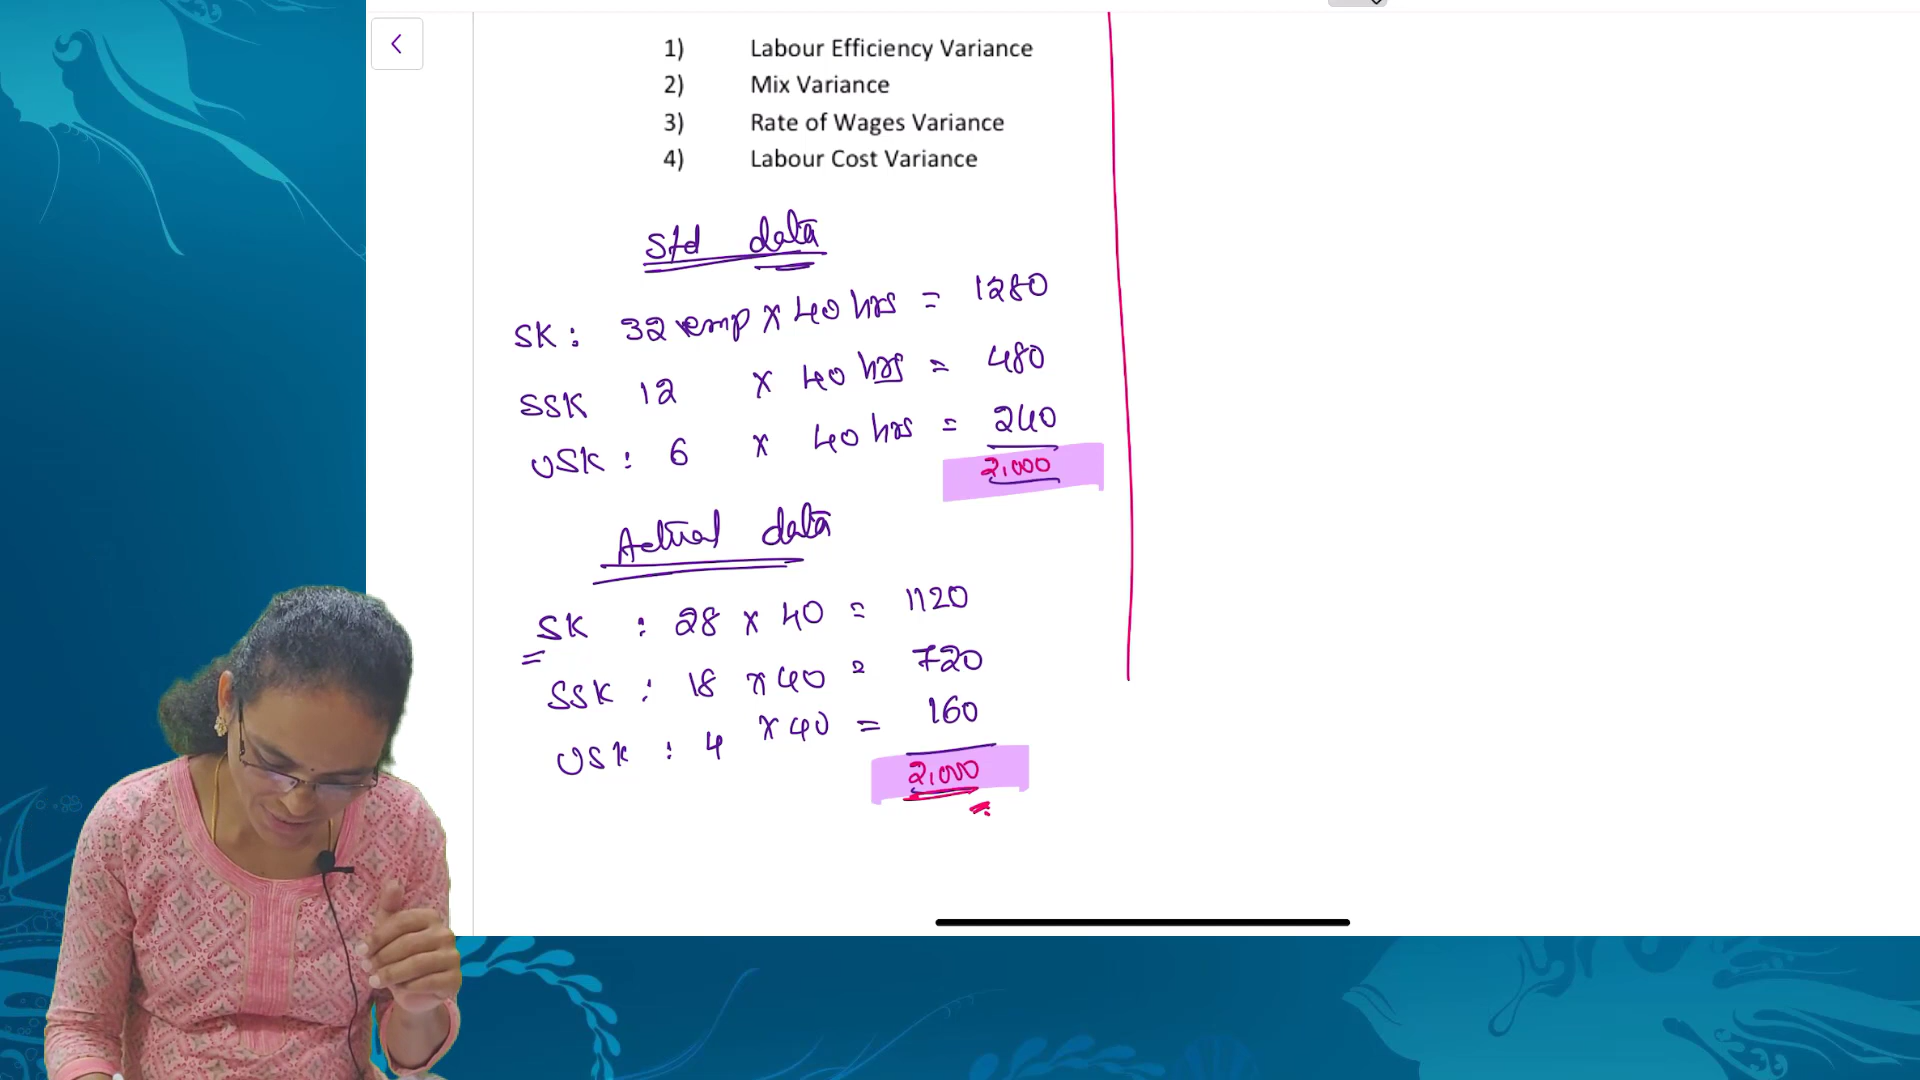 1) Labour Efficiency Variance
2) Mix Variance
3) Rate of Wages Variance
4) Labour Cost Variance
Std data
SK : 32 emp x 40 hrs = 1280
SSK 12 x 40 hrs = 480
USK : 6 x 40 hrs = 240
2,000
Actual data
SK : 28 x 40 = 1120
SSK : 18 x 40 = 720
USK : 4 x 40 = 160
2,000